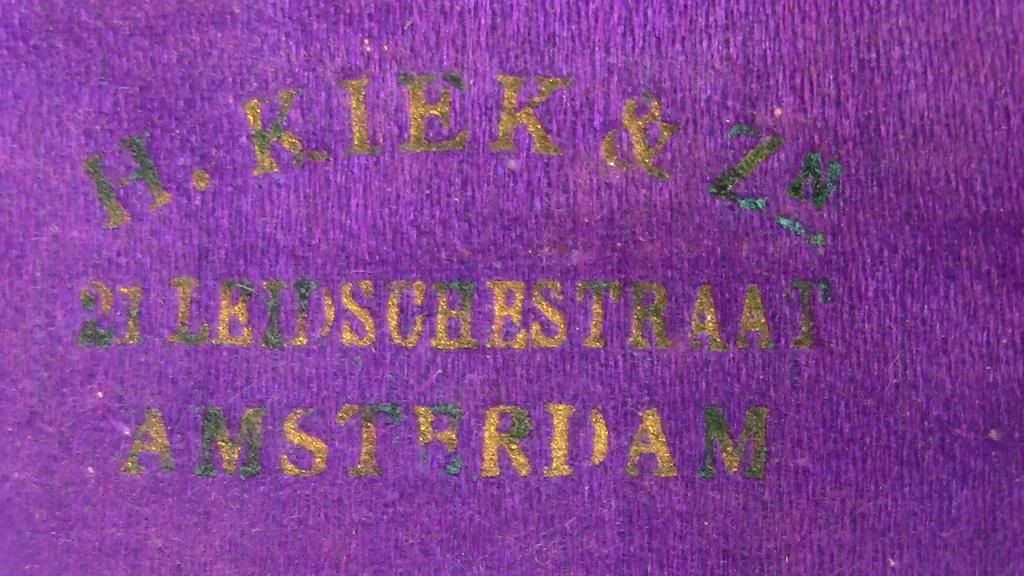 H. KIEK & ZN
21 LEIDSCHESTRAAT
AMSTERDAM